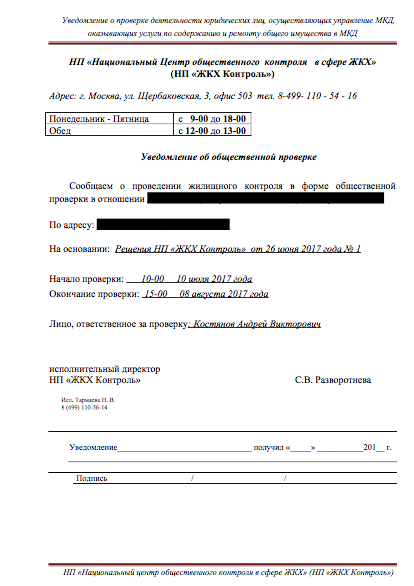 Уведомление о проверке деятельности юридических лиц, осуществляющих управление МКД,
оказывающих услуги по содержанию и ремонту общего имущества в МКД
НП «Национальный Центр общественного контроля в сфере ЖКХ»
(НП «ЖКХ Контроль»)
Адрес: г. Москва, ул. Щербаковская, 3, офис 503 тел. 8-499- 110 - 54 - 16
Понедельник - Пятница с 9-00 до 18-00
Обед с 12-00 до 13-00
Уведомление об общественной проверке
Сообщаем о проведении жилищного контроля в форме общественной
проверки в отношении
По адресу:
На основании: Решения НП «ЖКХ Контроль» от 26 июня 2017 года № 1
Начало проверки: 10-00 10 июля 2017 года
Окончание проверки: 15-00 08 августа 2017 года
Лицо, ответственное за проверку: Костянов Андрей Викторович
исполнительный директор
НП «ЖКХ Контроль» С.В. Разворотнева
Исп. Тармаева Н. В.
8 (499) 110-56-14
Уведомление______________________________ получил «_____» __________201__ г.
Подпись / /
НП «Национальный центр общественного контроля в сфере ЖКХ» (НП «ЖКХ Контроль»)